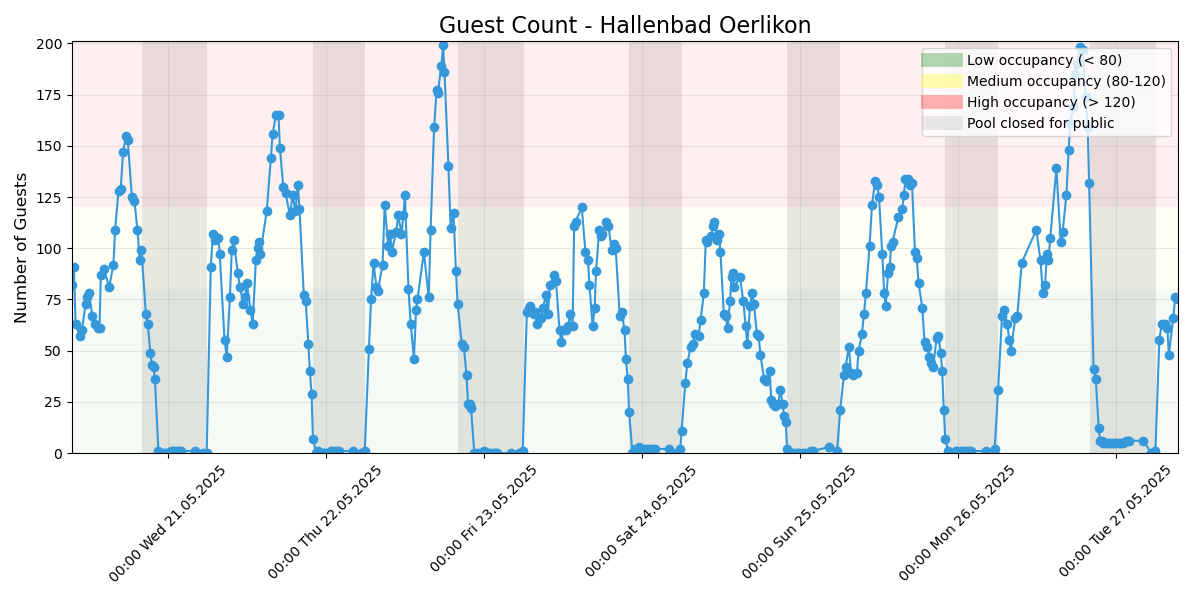 Guest Count - Hallenbad Oerlikon
Number of Guests
200
175
150
125
100
75
50
25
0
Low occupancy (< 80)
Medium occupancy (80-120)
High occupancy (> 120)
Pool closed for public
00:00 Wed 21.05.2025
00:00 Thu 22.05.2025
00:00 Fri 23.05.2025
00:00 Sat 24.05.2025
00:00 Sun 25.05.2025
00:00 Mon 26.05.2025
00:00 Tue 27.05.2025